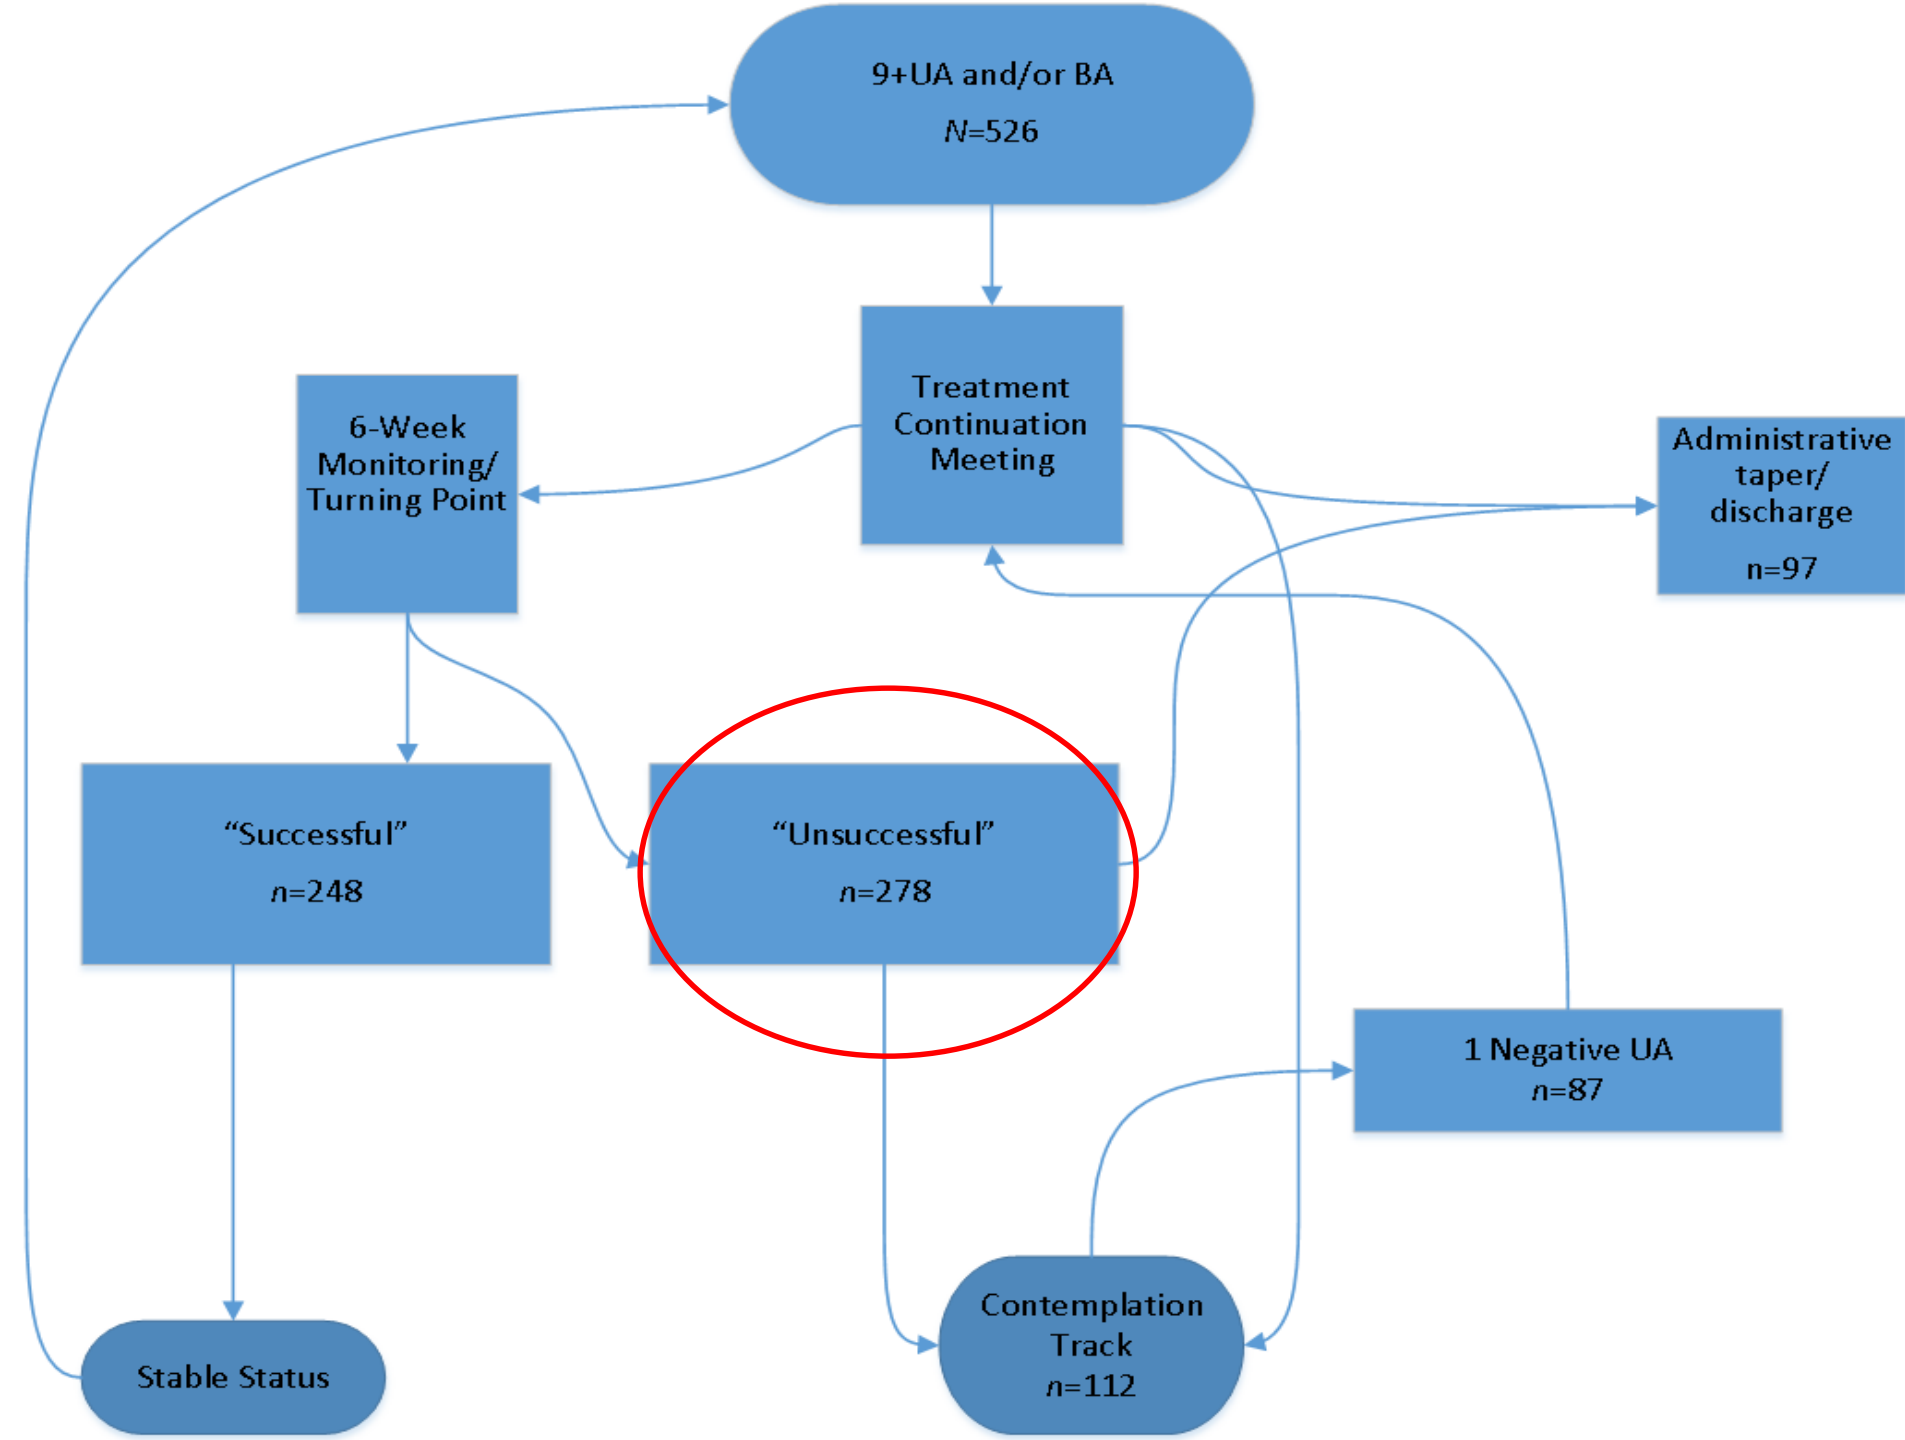 9+UA and/or BA
N=526
Treatment
Continuation
Meeting
6-Week
Monitoring/
Turning Point
Administrative
taper/
discharge
n=97
“Successful”
n=248
“Unsuccessful”
n=278
1 Negative UA
n=87
Contemplation
Track
n=112
Stable Status